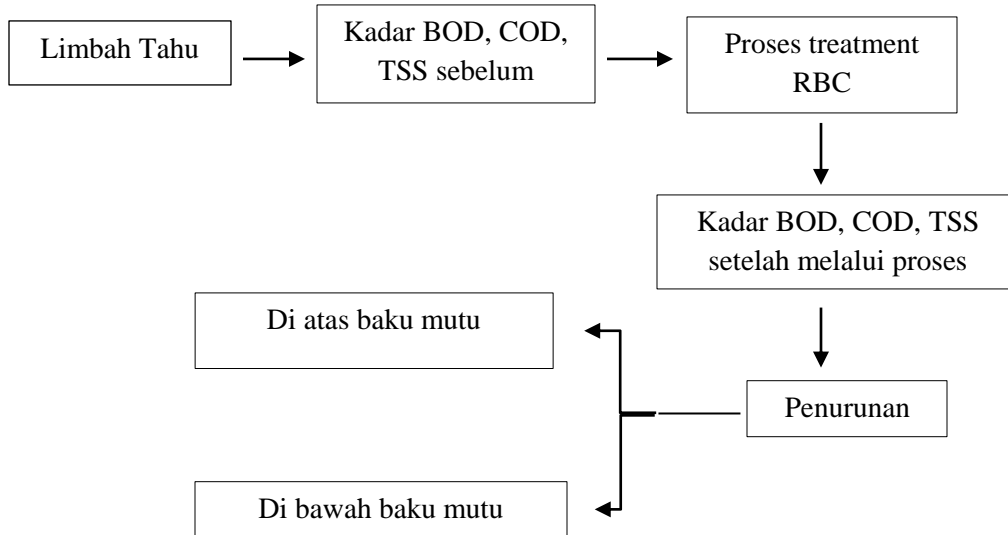 Limbah Tahu
Kadar BOD, COD,
TSS sebelum
Proses treatment
RBC
Kadar BOD, COD, TSS
setelah melalui proses
Di atas baku mutu
Penurunan
Di bawah baku mutu